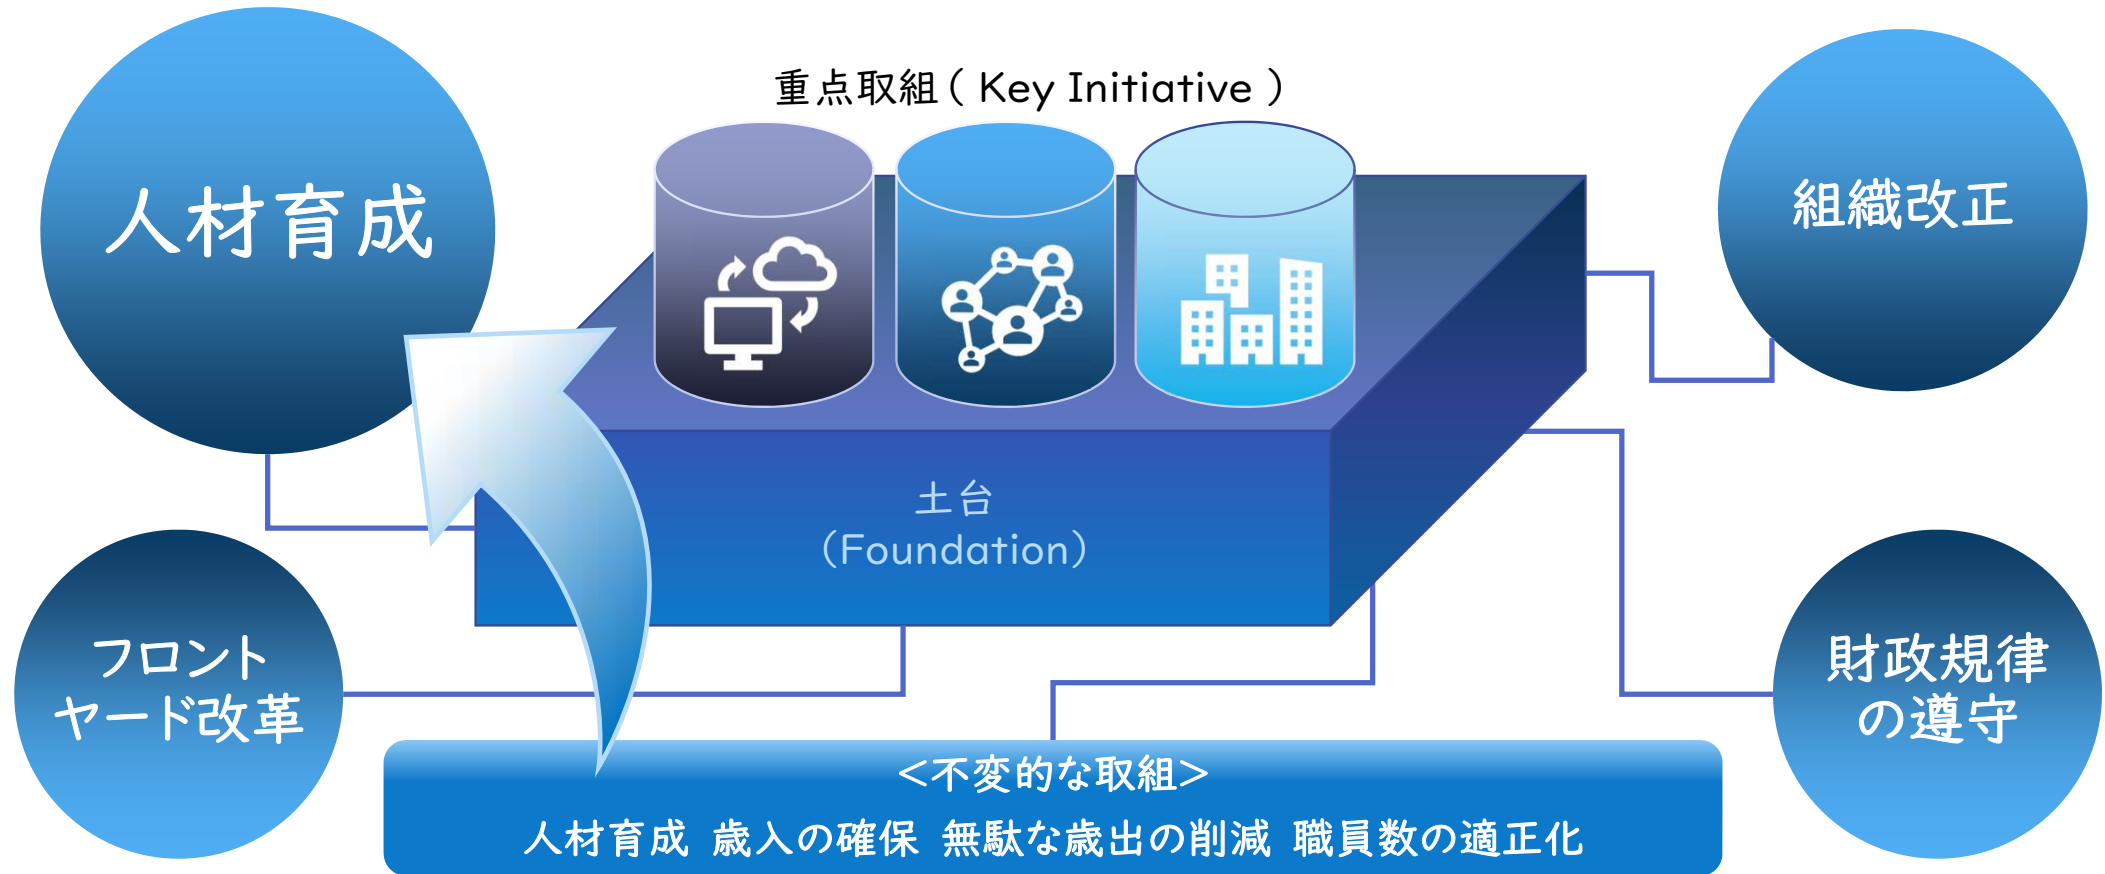 重点取組( Key Initiative )
人材育成
組織改正
土台
(Foundation)
フロント
ヤード改革
財政規律
の遵守
<不変的な取組>
人材育成 歳入の確保 無駄な歳出の削減 職員数の適正化